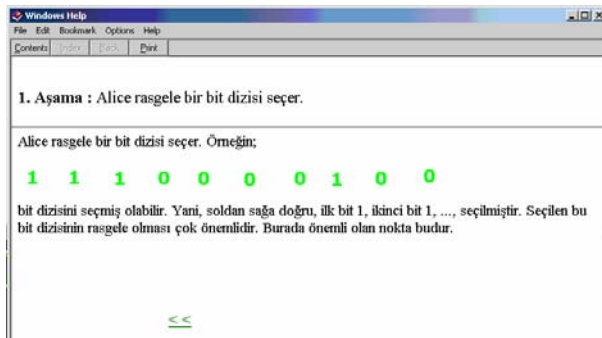 Windows Help
File Edit Bookmark Options Help
Contents Index Back Print
1. Aşama : Alice rasgele bir bit dizisi seçer.
Alice rasgele bir bit dizisi seçer. Örneğin;
1 1 1 0 0 0 0 1 0 0
bit dizisini seçmiş olabilir. Yani, soldan sağa doğru, ilk bit 1, ikinci bit 1, ..., seçilmiştir. Seçilen bu
bit dizisinin rasgele olması çok önemlidir. Burada önemli olan nokta budur.
<<